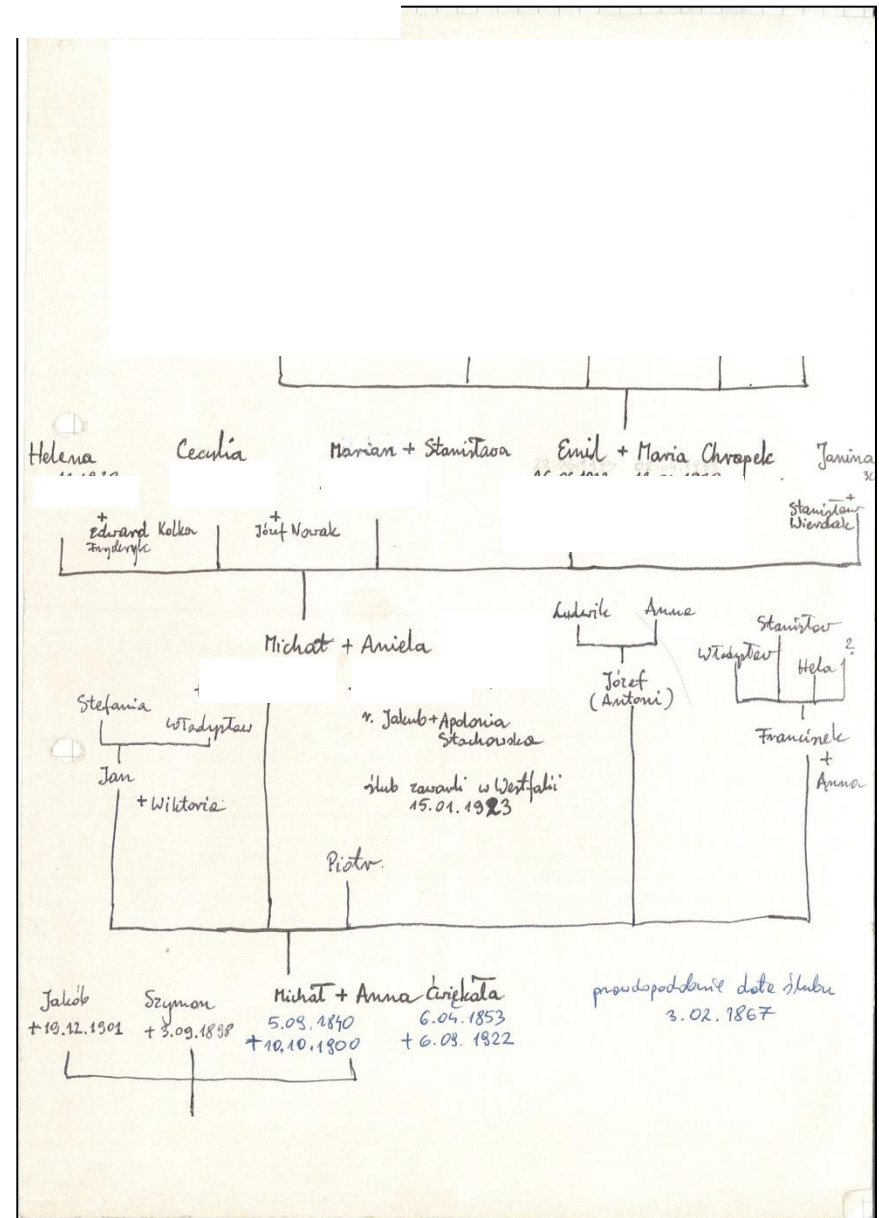 Helena Cecylia Marian + Stanisława Emil + Maria Chrapek Janina
+ + Stanisław +
Edward Kolka Józef Nowak Wierdak
Fryderyk
Ludwik Anna
Stanisław
Michał + Aniela Władysław Hela ?
Józef
(Antoni)
Stefania
Władysław r. Jakub + Apolonia
Stachowska Franciszek
+
Jan ślub zawarli w Westfalii Anna
+ Wiktoria 15.01.1923
Piotr.
Jakób Szymon Michał + Anna Ćwiękała prawdopodobnie data ślubu
+ 19.12.1901 + 3.09.1898 5.09.1840 6.04.1853 3.02.1867
+ 10.10.1900 + 6.09.1922